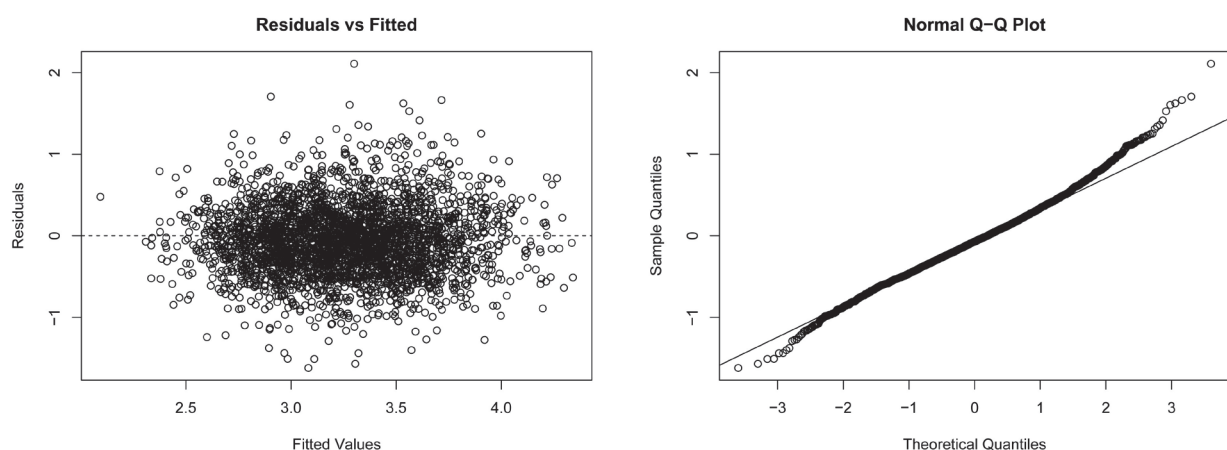 Residuals vs Fitted
Residuals
2
1
0
−1
2.5 3.0 3.5 4.0
Fitted Values
Normal Q−Q Plot
Sample Quantiles
2
1
0
−1
−3 −2 −1 0 1 2 3
Theoretical Quantiles